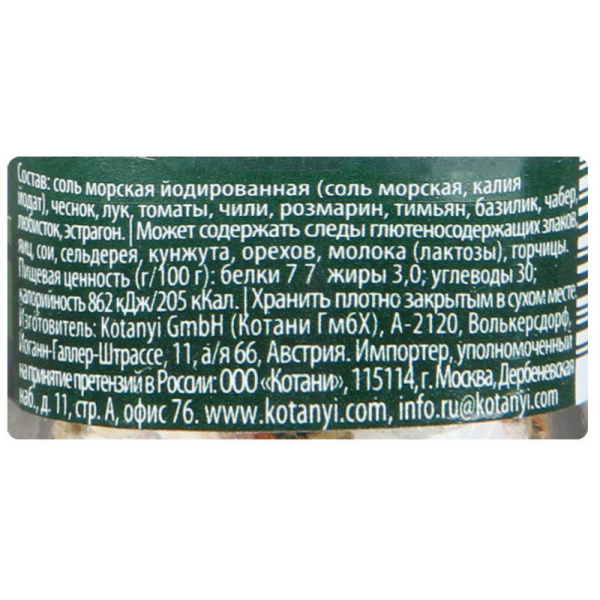 Состав: соль морская йодированная (соль морская, калия
йодат), чеснок, лук, томаты, чили, розмарин, тимьян, базилик, чабер,
любисток, эстрагон. | Может содержать следы глютеносодержащих злаков,
яиц, сои, сельдерея, кунжута, орехов, молока (лактозы), горчицы.
Пищевая ценность (г/100 г): белки 7 7 жиры 3,0; углеводы 30;
калорийность 862 кДж/205 кКал. | Хранить плотно закрытым в сухом месте.
Изготовитель: Kotanyi GmbH (Котани ГмбХ), А-2120, Волькерсдорф,
Иоганн-Галлер-Штрассе, 11, а/я 66, Австрия. Импортер, уполномоченный
на принятие претензий в России: ООО «Котани», 115114, г. Москва, Дербеневская
наб., д. 11, стр. А, офис 76. www.kotanyi.com, info.ru@kotanyi.com